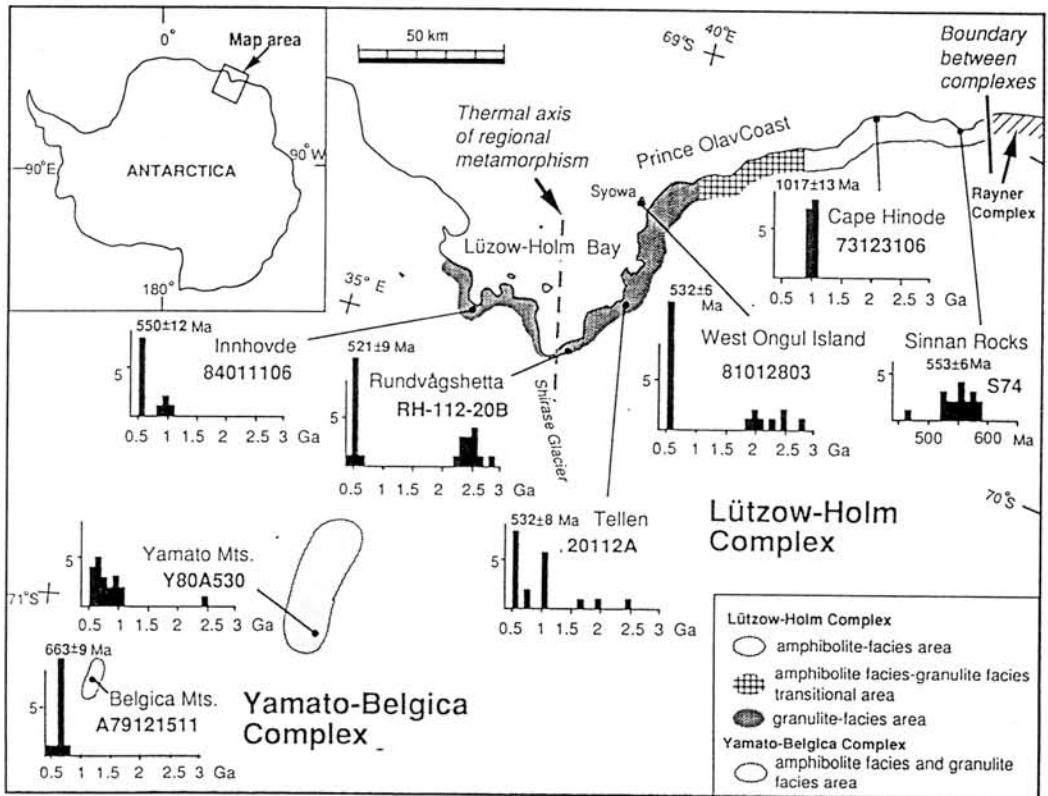 0°
Map area
ANTARCTICA
90°E
90°W
180°
50 km
69°S
40°E
Boundary
between
complexes
Thermal axis
of regional
metamorphism
Prince OlavCoast
Syowa
Rayner
Complex
Lüzow-Holm Bay
35° E
1017±13 Ma
5
Cape Hinode
73123106
0.5 1 1.5 2 2.5 3 Ga
550±12 Ma
5
Innhovde
84011106
0.5 1 1.5 2 2.5 3 Ga
521±9 Ma
5
Rundvågshetta
RH-112-20B
0.5 1 1.5 2 2.5 3 Ga
Shirase Glacier
532±6
Ma
5
West Ongul Island
81012803
0.5 1 1.5 2 2.5 3 Ga
Sinnan Rocks
553±6 Ma
S74
5
500 600 Ma
70°S
532±8 Ma
Tellen
20112A
5
0.5 1 1.5 2 2.5 3 Ga
Lützow-Holm
Complex
Yamato Mts.
Y80A530
5
71°S
0.5 1 1.5 2 2.5 3 Ga
663±9 Ma
Belgica Mts.
A79121511
5
0.5 1 1.5 2 2.5 3 Ga
Yamato-Belgica
Complex
Lützow-Holm Complex
amphibolite-facies area
amphibolite facies-granulite facies
transitional area
granulite-facies area
Yamato-Belgica Complex
amphibolite facies and granulite
facies area